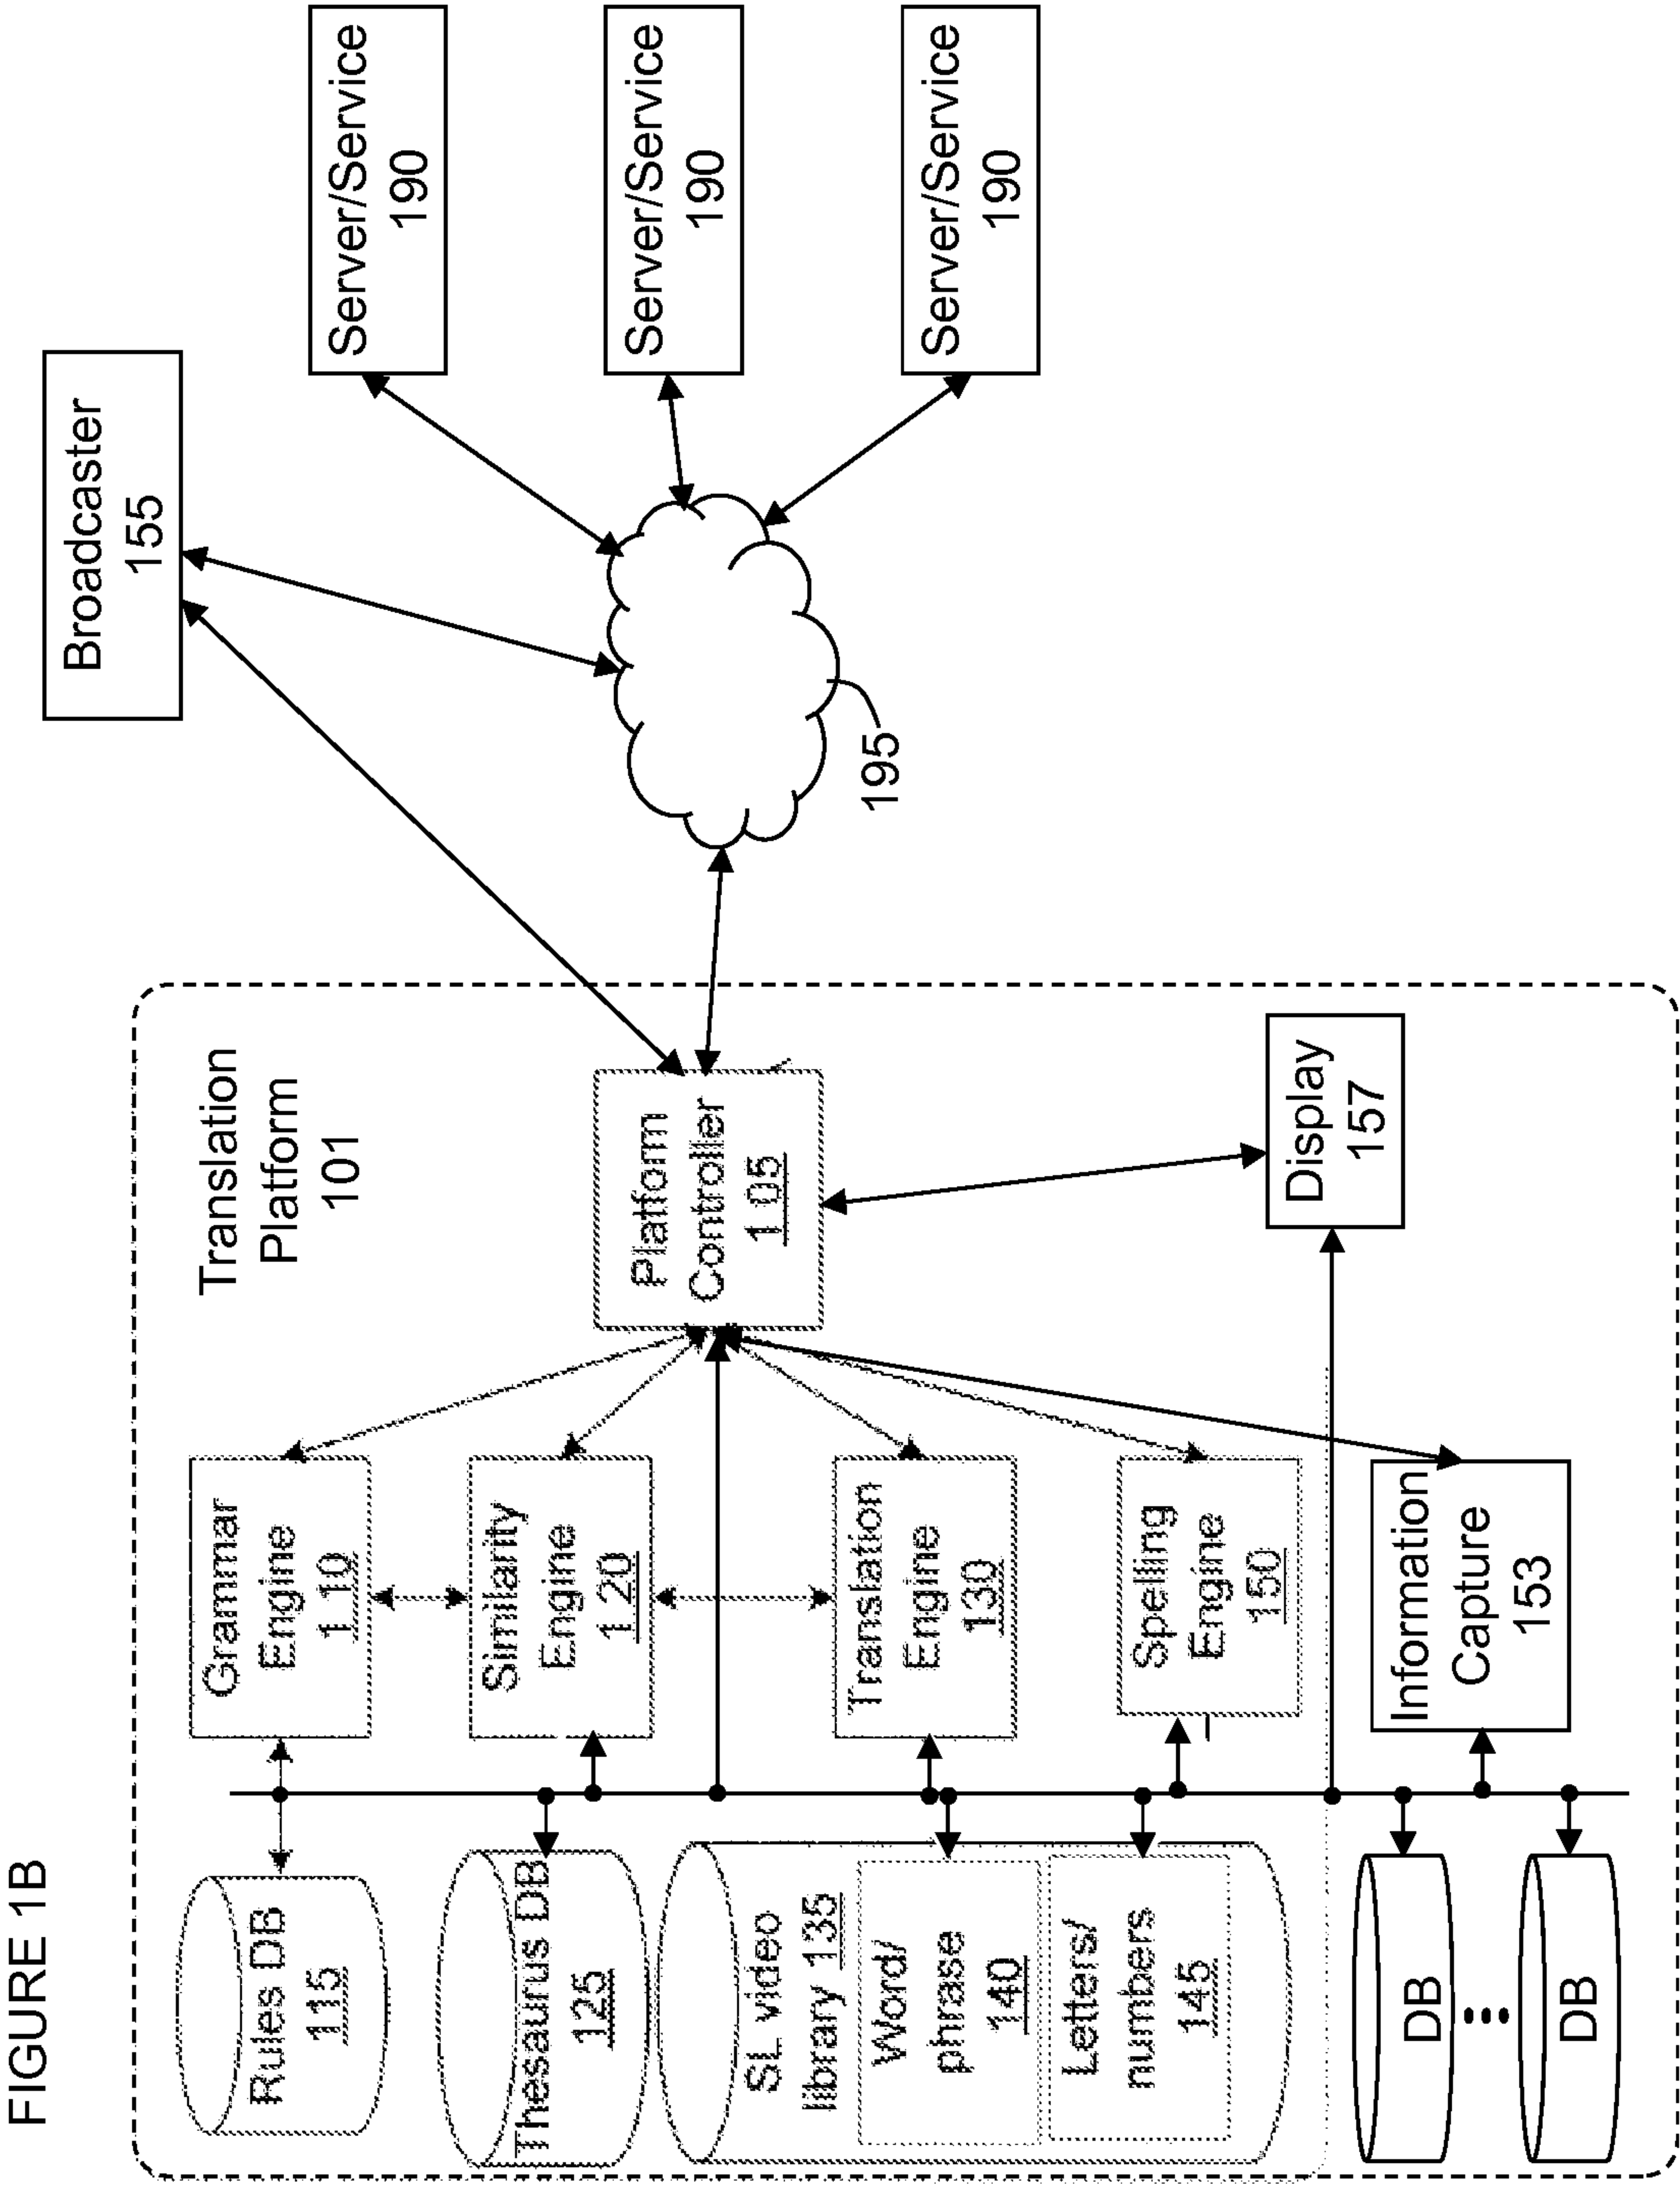 FIGURE 1B
Translation
Platform
101
Rules DB
115
Thesaurus DB
125
SL video
library 135
Word/
phrase
140
Letters/
numbers
145
DB
DB
Grammar
Engine
110
Similarity
Engine
120
Translation
Engine
130
Spelling
Engine
150
Information
Capture
153
Platform
Controller
105
Display
157
195
Broadcaster
155
Server/Service
190
Server/Service
190
Server/Service
190